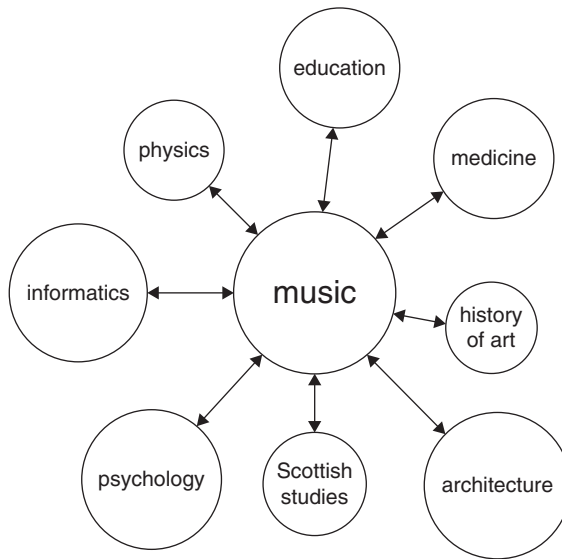 education
physics
medicine
informatics
music
history
of art
psychology
Scottish
studies
architecture